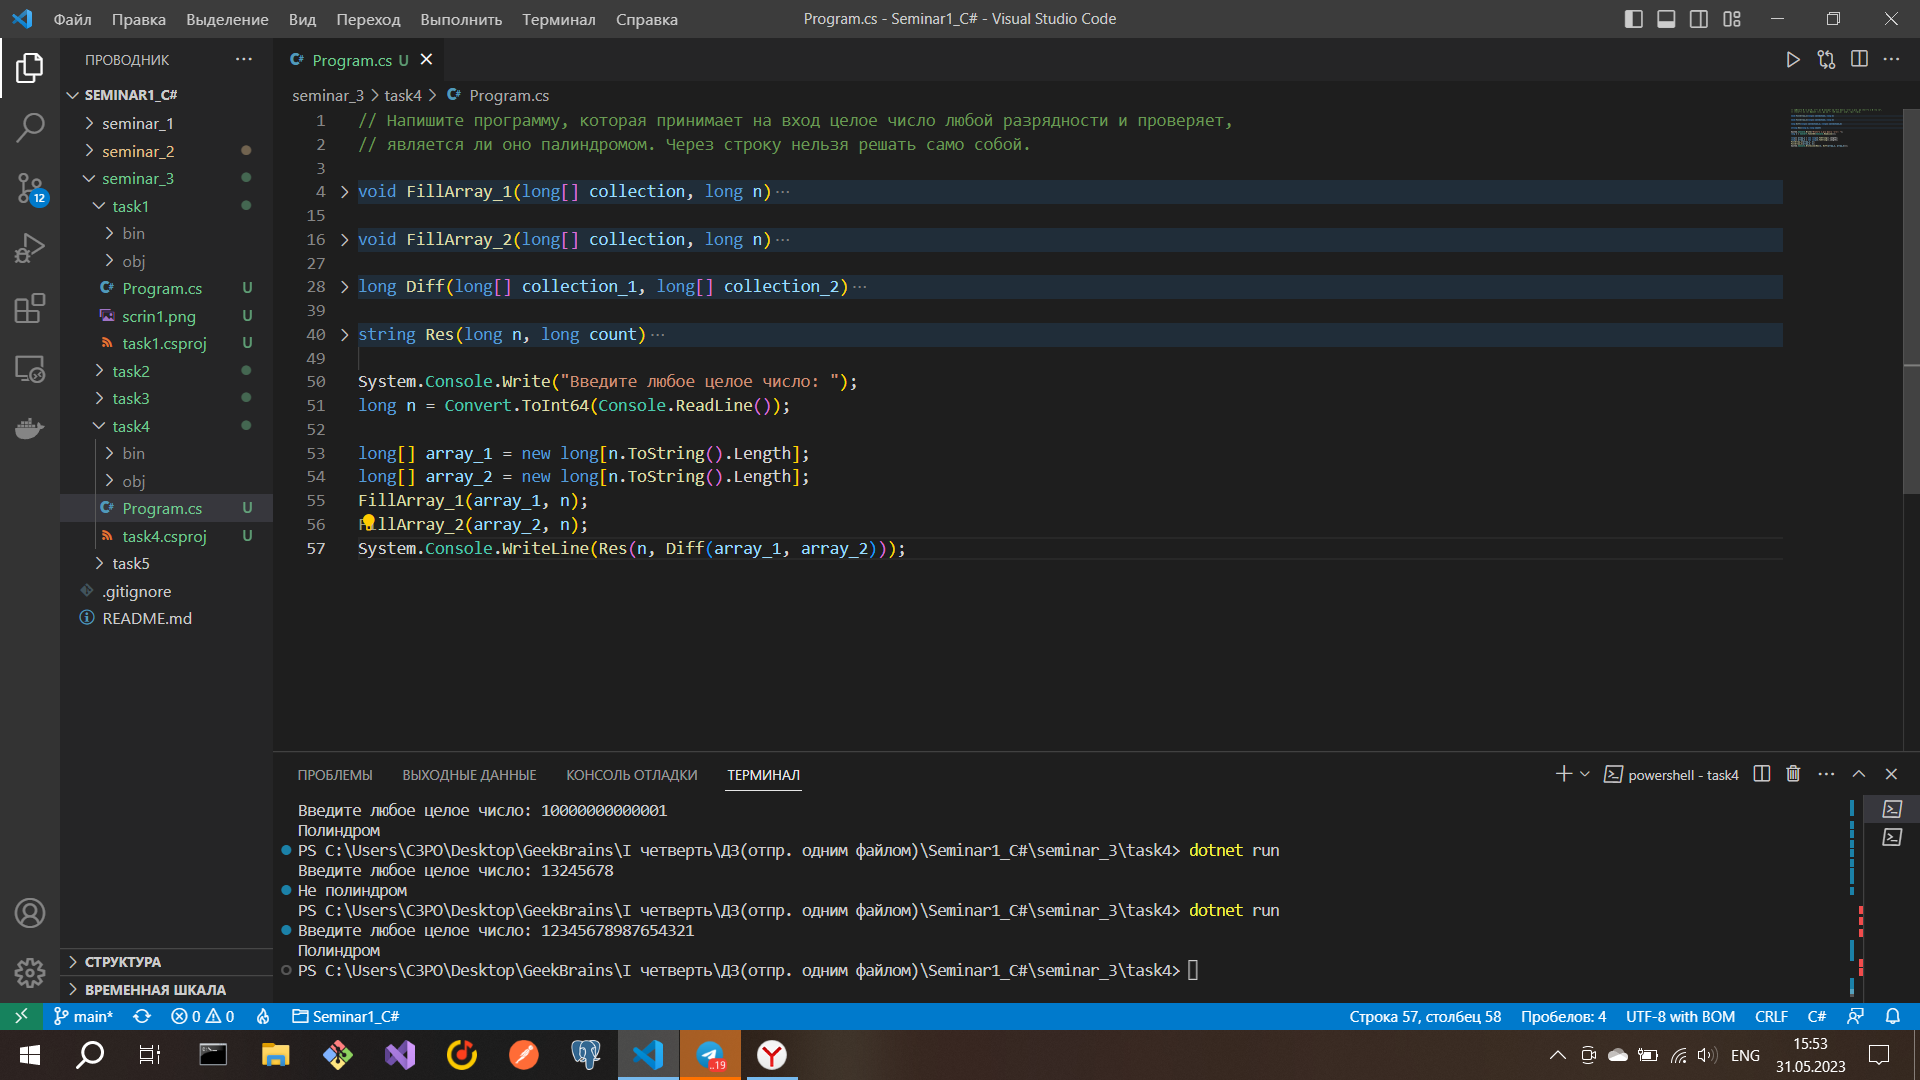 Файл Правка Выделение Вид Переход Выполнить Терминал Справка
Program.cs - Seminar1_C# - Visual Studio Code
ПРОВОДНИК
SEMINAR1_C#
seminar_1
seminar_2
seminar_3
task1
bin
obj
Program.cs U
scrin1.png U
task1.csproj U
task2
task3
task4
bin
obj
Program.cs U
task4.csproj U
task5
.gitignore
README.md
СТРУКТУРА
ВРЕМЕННАЯ ШКАЛА
12
Program.cs U
seminar_3 > task4 > Program.cs
1 // Напишите программу, которая принимает на вход целое число любой разрядности и проверяет,
2 // является ли оно палиндромом. Через строку нельзя решать само собой.
3
4 void FillArray_1(long[] collection, long n)…
15
16 void FillArray_2(long[] collection, long n)…
27
28 long Diff(long[] collection_1, long[] collection_2)…
39
40 string Res(long n, long count)…
49
50 System.Console.Write("Введите любое целое число: ");
51 long n = Convert.ToInt64(Console.ReadLine());
52
53 long[] array_1 = new long[n.ToString().Length];
54 long[] array_2 = new long[n.ToString().Length];
55 FillArray_1(array_1, n);
56 FillArray_2(array_2, n);
57 System.Console.WriteLine(Res(n, Diff(array_1, array_2)));
ПРОБЛЕМЫ ВЫХОДНЫЕ ДАННЫЕ КОНСОЛЬ ОТЛАДКИ ТЕРМИНАЛ
powershell - task4
Введите любое целое число: 10000000000001
Полиндром
PS C:\Users\C3PO\Desktop\GeekBrains\I четверть\ДЗ(отпр. одним файлом)\Seminar1_C#\seminar_3\task4> dotnet run
Введите любое целое число: 13245678
Не полиндром
PS C:\Users\C3PO\Desktop\GeekBrains\I четверть\ДЗ(отпр. одним файлом)\Seminar1_C#\seminar_3\task4> dotnet run
Введите любое целое число: 12345678987654321
Полиндром
PS C:\Users\C3PO\Desktop\GeekBrains\I четверть\ДЗ(отпр. одним файлом)\Seminar1_C#\seminar_3\task4>
main* 0 0 Seminar1_C#
Строка 57, столбец 58 Пробелов: 4 UTF-8 with BOM CRLF C#
..19
ENG
15:53
31.05.2023